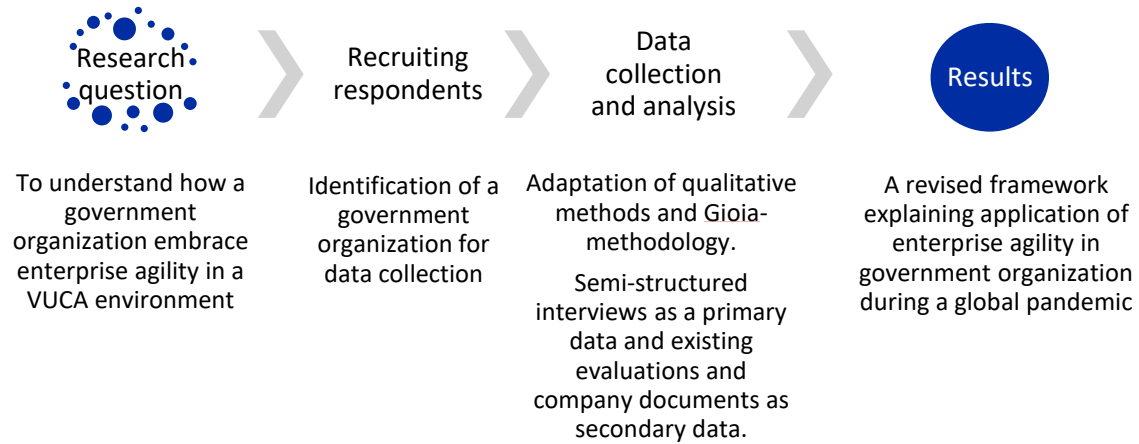 Research
question
Recruiting
respondents
Data
collection
and analysis
Results
To understand how a
government
organization embrace
enterprise agility in a
VUCA environment
Identification of a
government
organization for
data collection
Adaptation of qualitative
methods and Gioia-
methodology.
Semi-structured
interviews as a primary
data and existing
evaluations and
company documents as
secondary data.
A revised framework
explaining application of
enterprise agility in
government organization
during a global pandemic